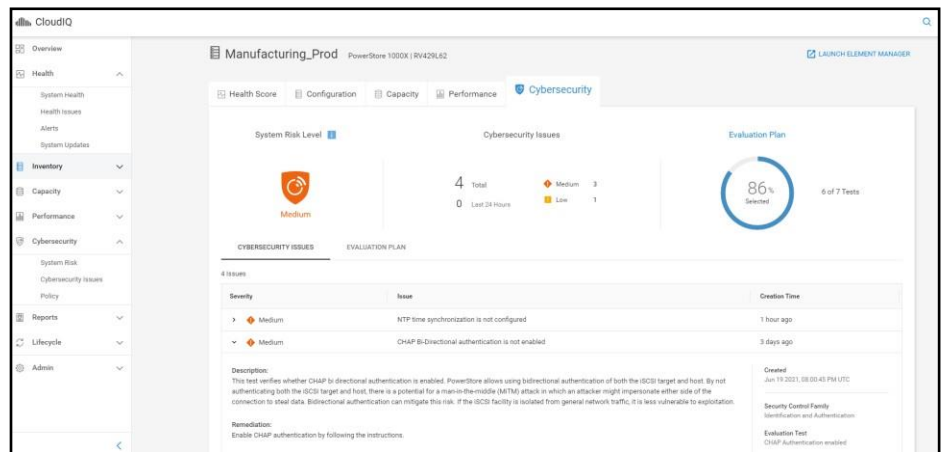 CloudIQ
Overview
Health
System Health
Health Issues
Alerts
System Updates
Inventory
Capacity
Performance
Cybersecurity
System Risk
Cybersecurity Issues
Policy
Reports
Lifecycle
Admin
Manufacturing_Prod PowerStore 1000X | RV429L62
LAUNCH ELEMENT MANAGER
Health Score Configuration Capacity Performance Cybersecurity
System Risk Level
Medium
Cybersecurity Issues
4 Total
0 Last 24 Hours
Medium 3
Low 1
Evaluation Plan
86%
Selected
6 of 7 Tests
CYBERSECURITY ISSUES EVALUATION PLAN
4 Issues
Severity Issue Creation Time
Medium NTP time synchronization is not configured 1 hour ago
Medium CHAP Bi-Directional authentication is not enabled 3 days ago
Description:
This test verifies whether CHAP bi directional authentication is enabled. PowerStore allows using bidirectional authentication of both the iSCSI target and host. By not
authenticating both the iSCSI target and host, there is a potential for a man-in-the-middle (MITM) attack in which an attacker might impersonate either side of the
connection to steal data. Bidirectional authentication can mitigate this risk. If the iSCSI facility is isolated from general network traffic, it is less vulnerable to exploitation.
Remediation:
Enable CHAP authentication by following the instructions.
Created
Jun 19 2021, 08:00:45 PM UTC
Security Control Family
Identification and Authentication
Evaluation Test
CHAP Authentication enabled